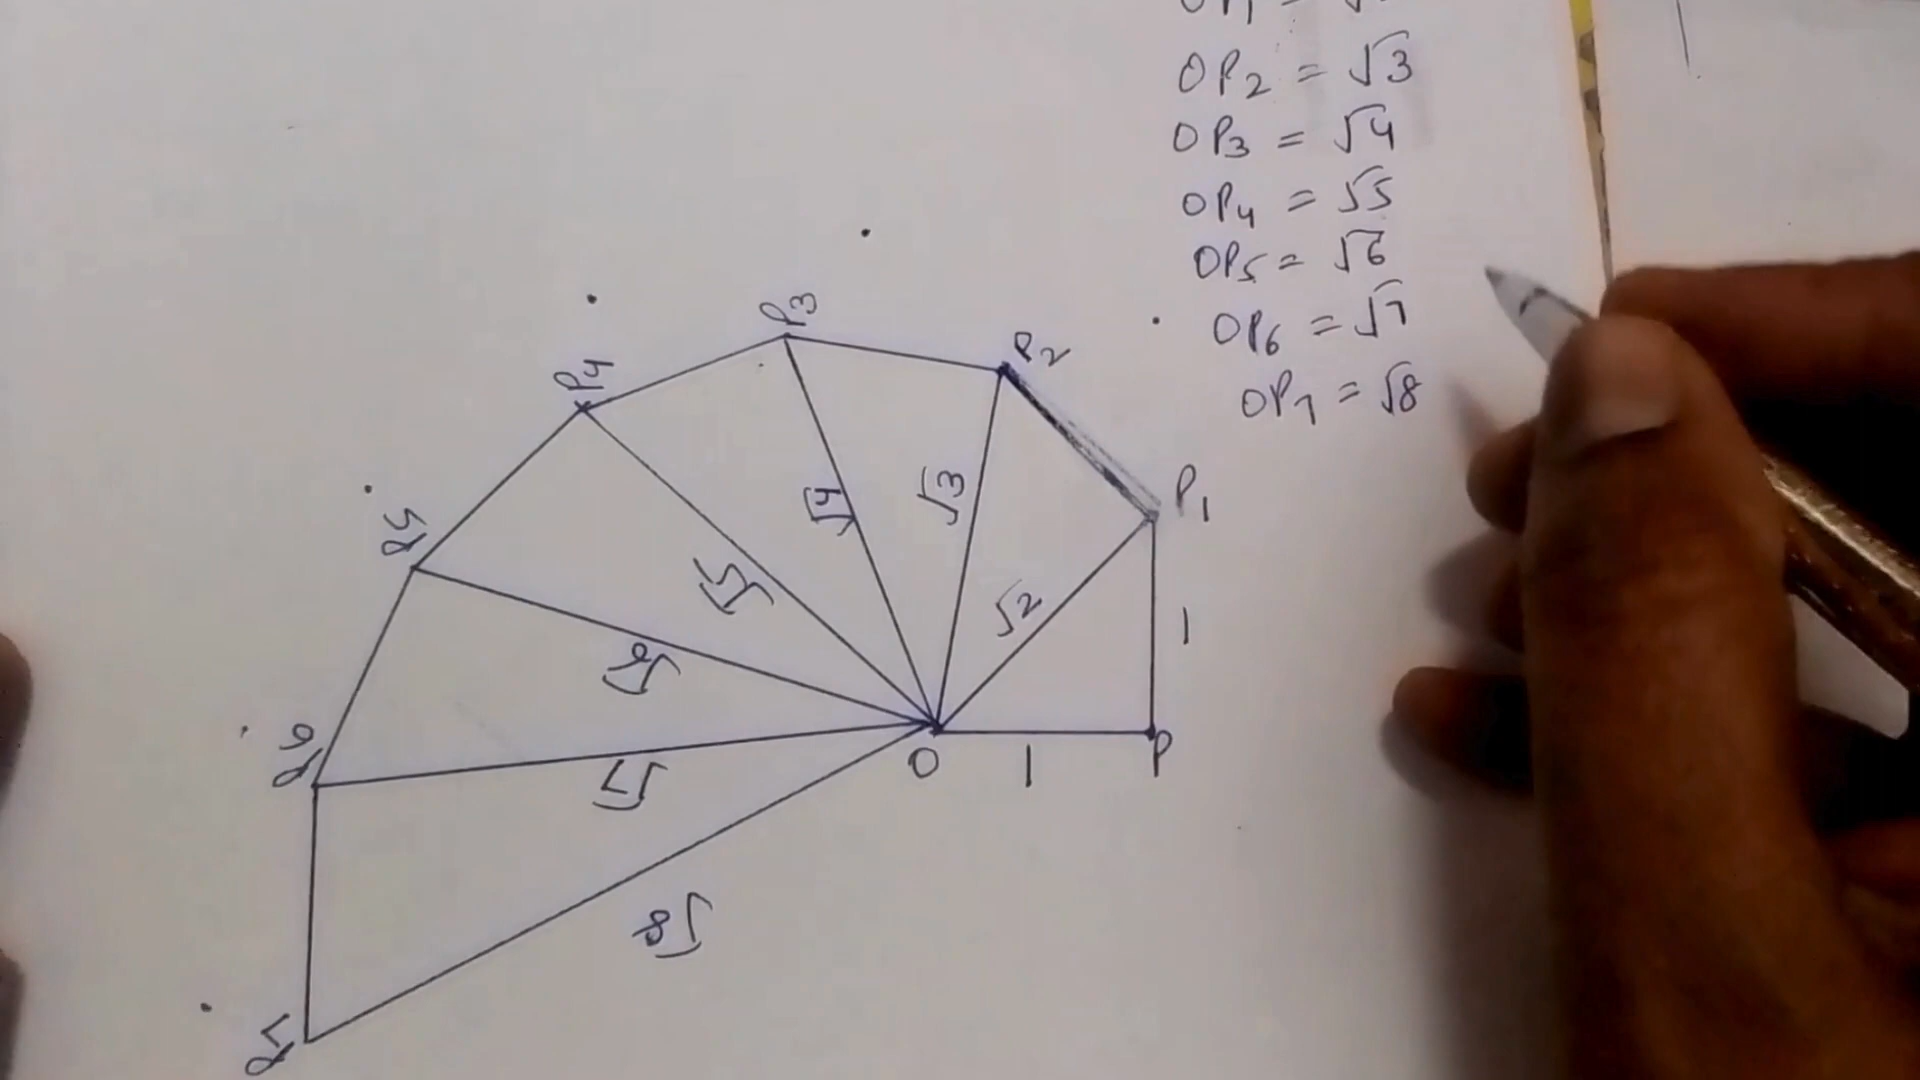 OP1 = √
OP2 = √3
OP3 = √4
OP4 = √5
OP5 = √6
OP6 = √7
OP7 = √8
P3
P2
P4
P1
P5
√4
√3
√5
√2
1
√6
P6
O
1
P
√7
√8
P7